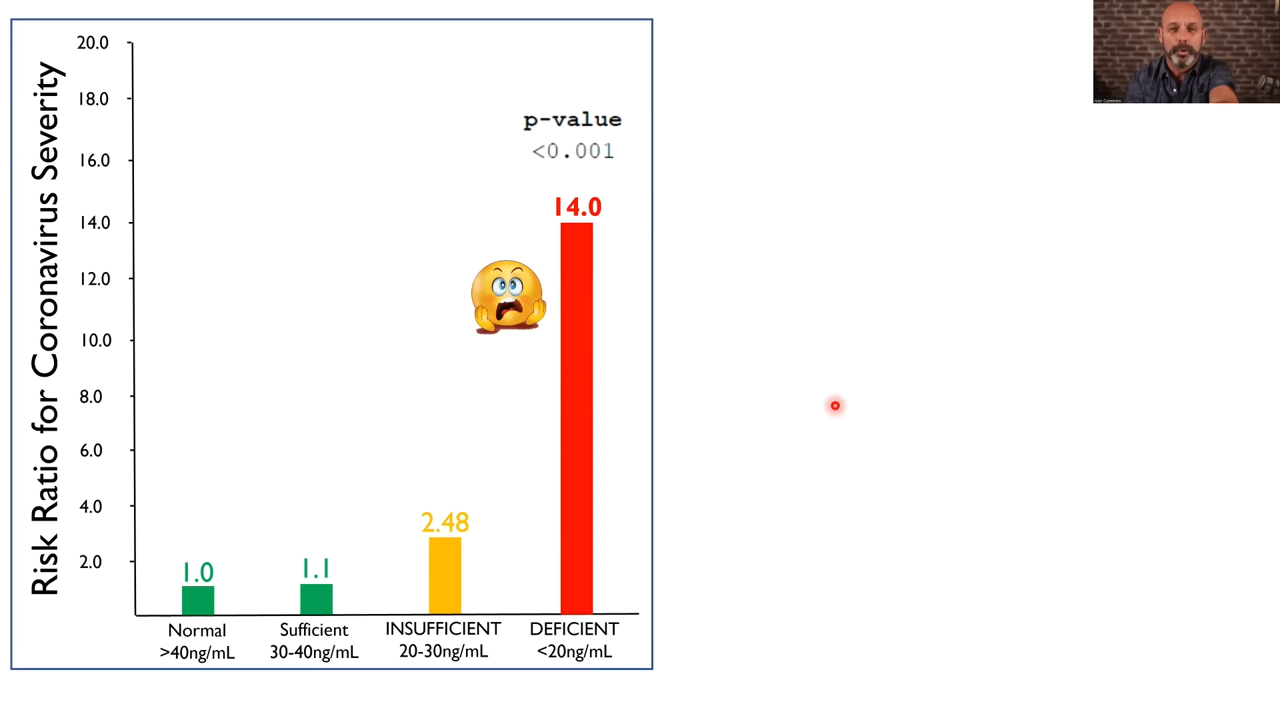 Risk Ratio for Coronavirus Severity
20.0
18.0
16.0
14.0
12.0
10.0
8.0
6.0
4.0
2.0
p-value
<0.001
1.0
1.1
2.48
14.0
Normal
>40ng/mL
Sufficient
30-40ng/mL
INSUFFICIENT
20-30ng/mL
DEFICIENT
<20ng/mL